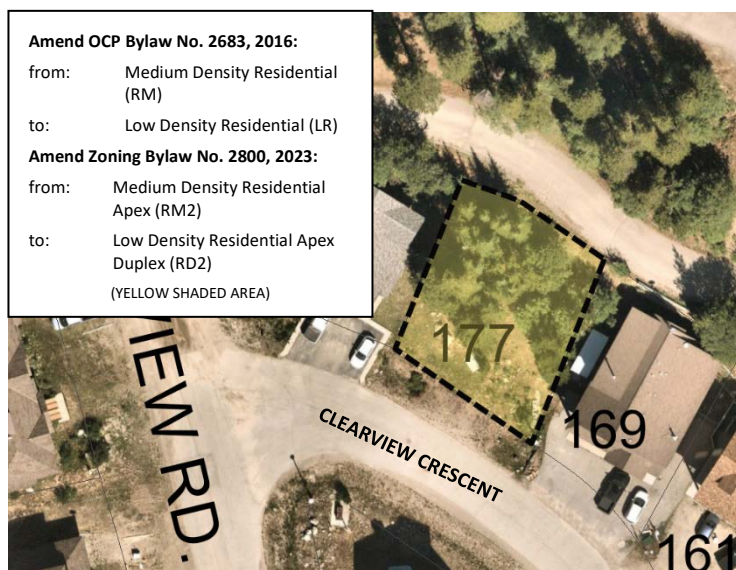 Amend OCP Bylaw No. 2683, 2016:
from: Medium Density Residential
(RM)
to: Low Density Residential (LR)
Amend Zoning Bylaw No. 2800, 2023:
from: Medium Density Residential
Apex (RM2)
to: Low Density Residential Apex
Duplex (RD2)
(YELLOW SHADED AREA)
177
VIEW RD.
CLEARVIEW CRESCENT
169
161